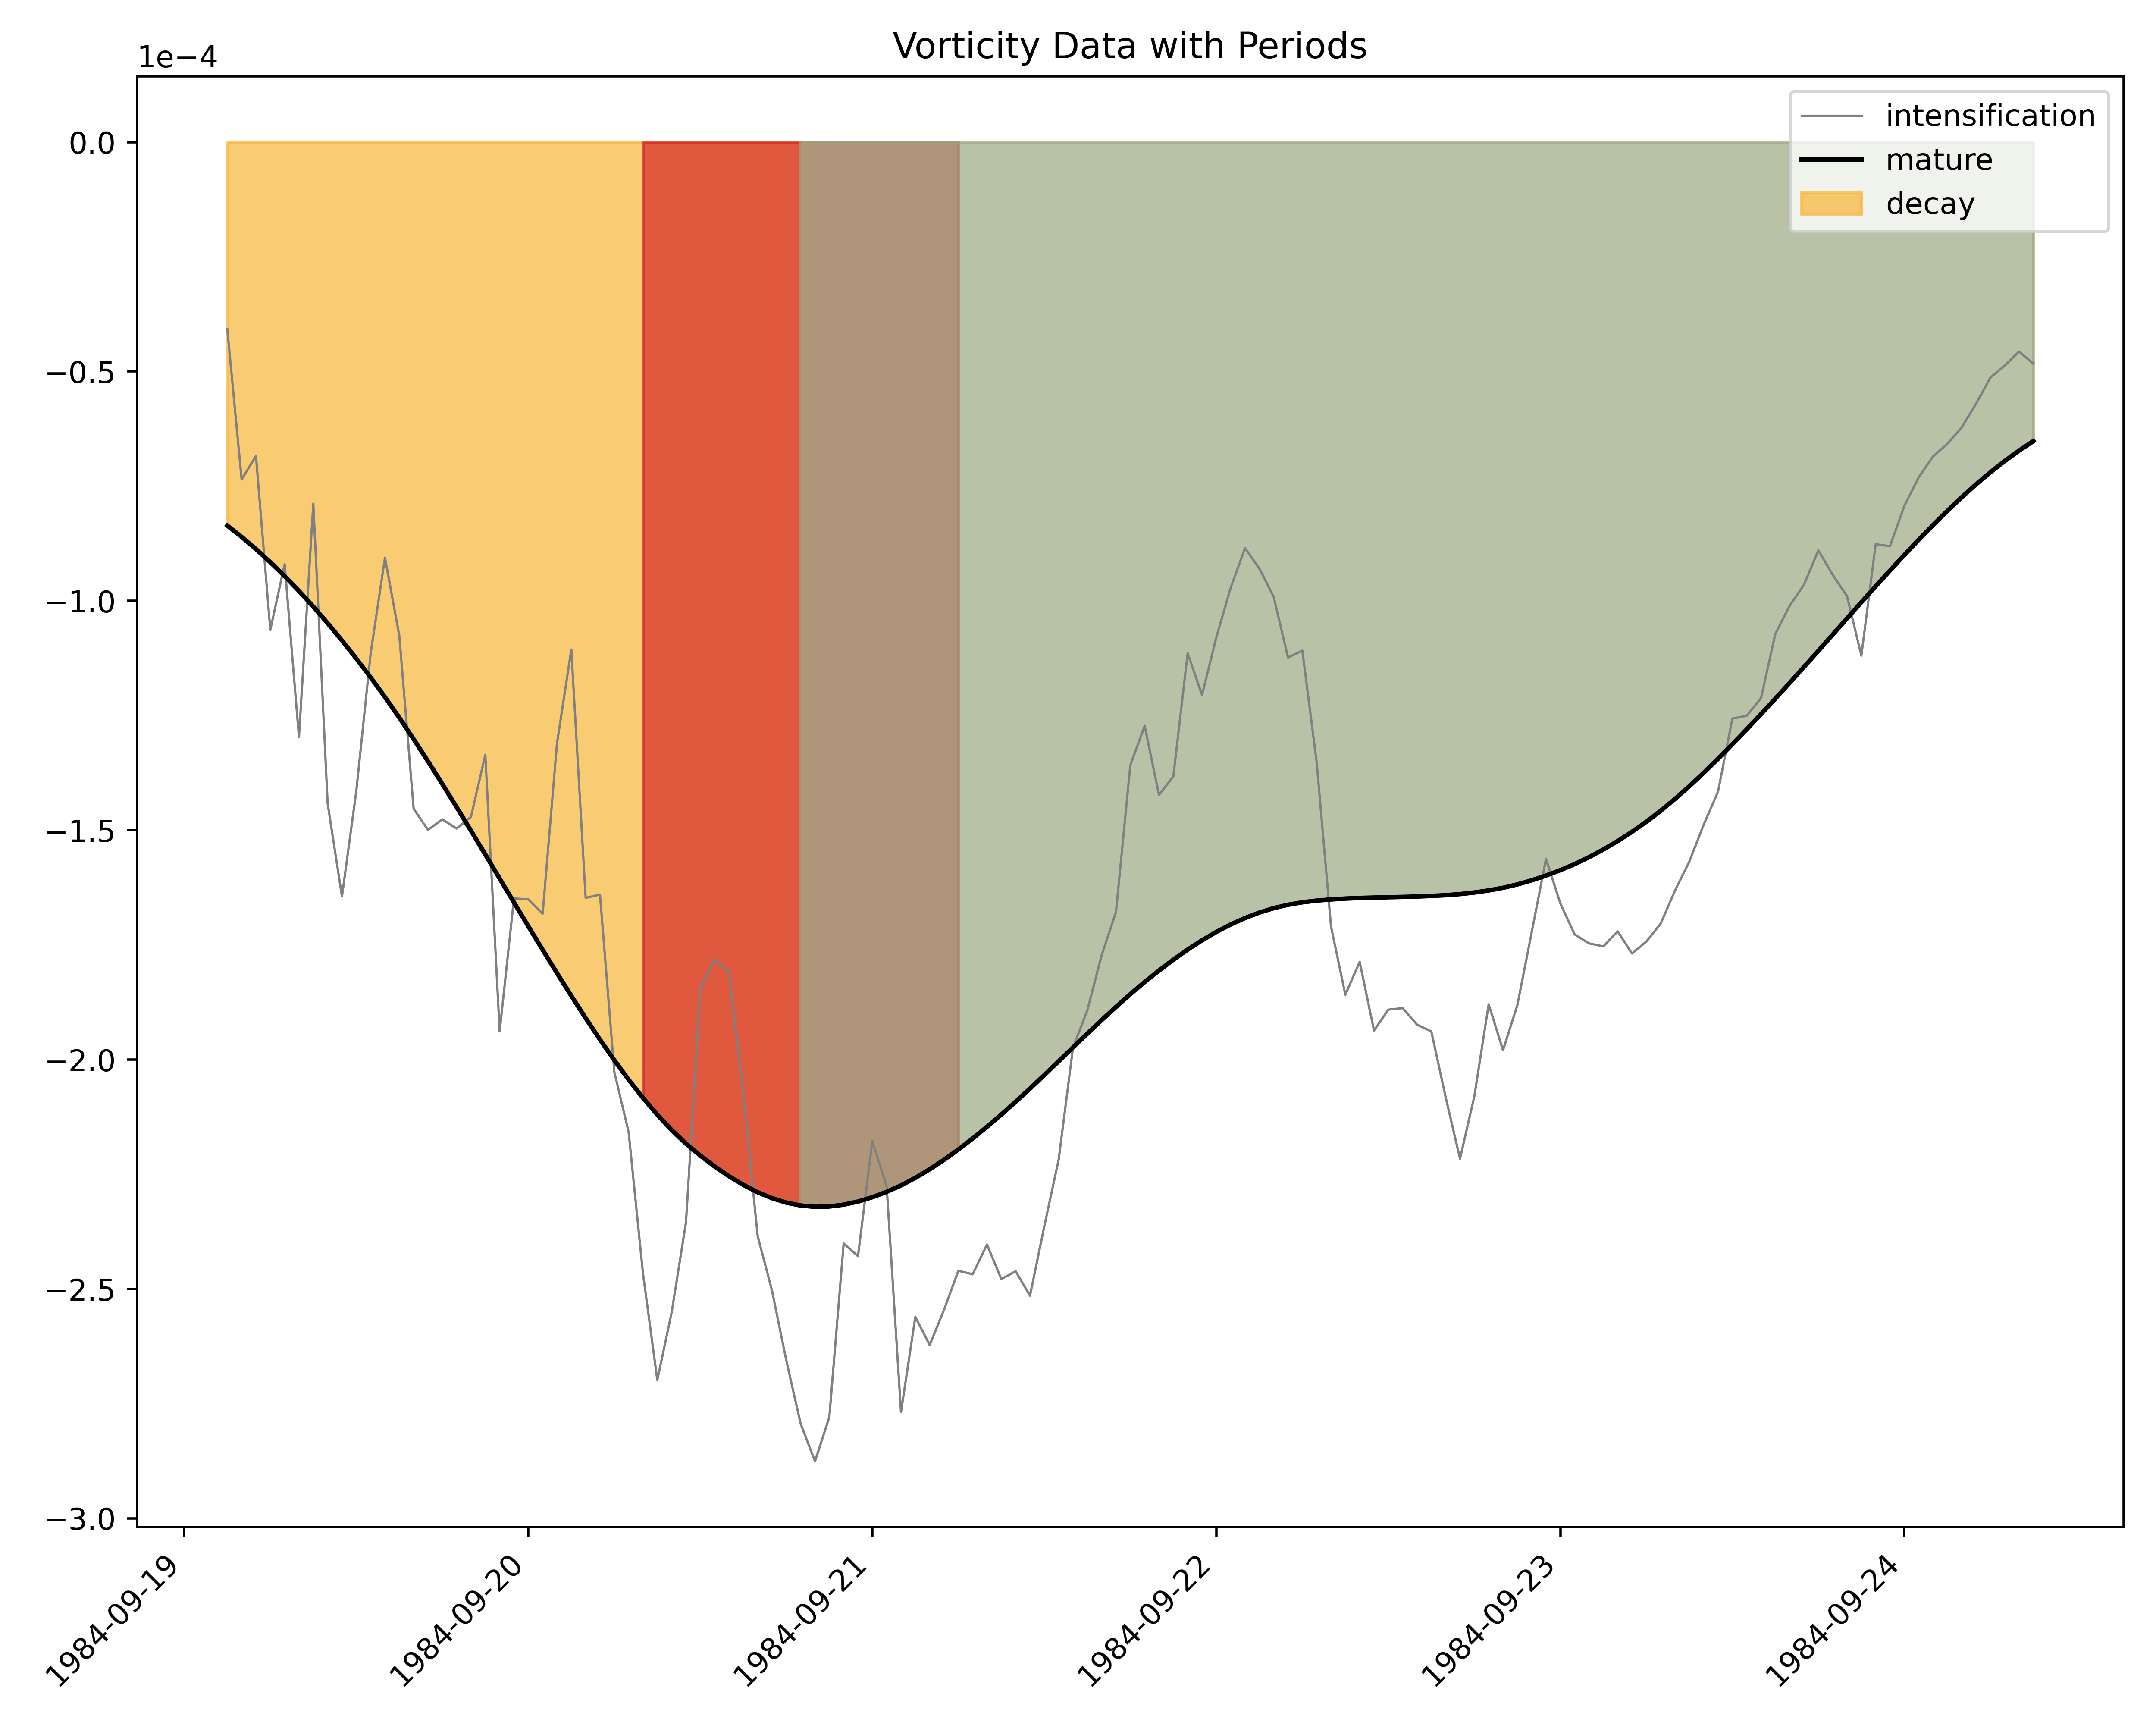 Vorticity Data with Periods
1e−4
intensification
mature
decay
0.0
−0.5
−1.0
−1.5
−2.0
−2.5
−3.0
1984-09-19
1984-09-20
1984-09-21
1984-09-22
1984-09-23
1984-09-24